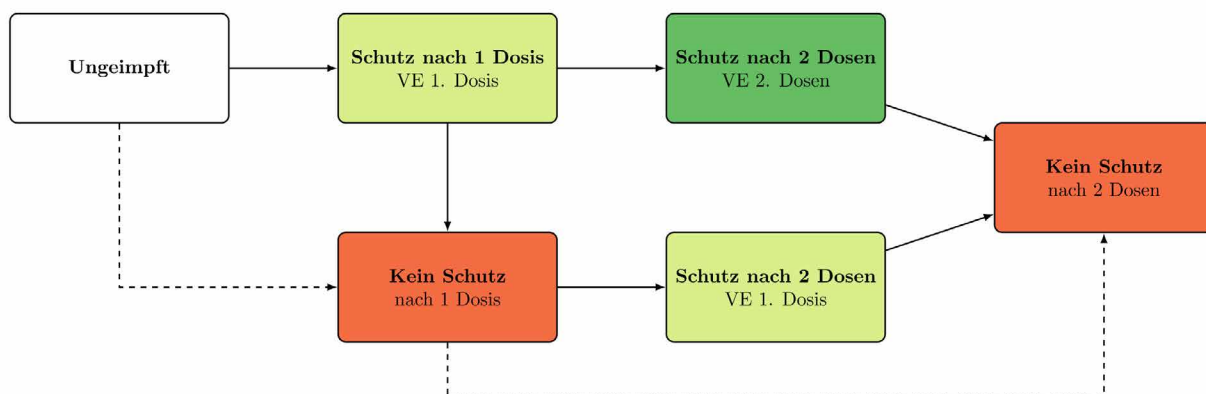 Ungeimpft
Schutz nach 1 Dosis
VE 1. Dosis
Schutz nach 2 Dosen
VE 2. Dosen
Kein Schutz
nach 2 Dosen
Kein Schutz
nach 1 Dosis
Schutz nach 2 Dosen
VE 1. Dosis